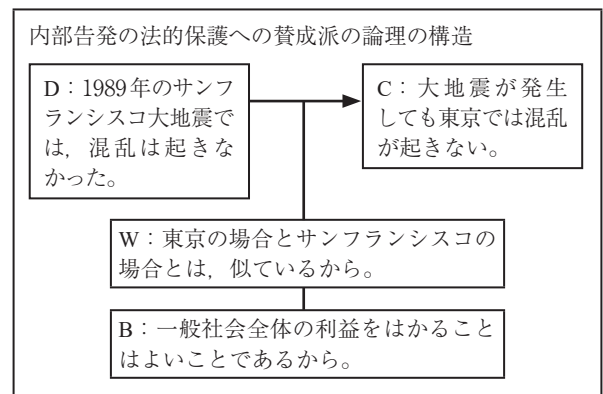 内部告発の法的保護への賛成派の論理の構造
D：1989年のサンフ
ランシスコ大地震で
は，混乱は起きな
かった。
C：大地震が発生
しても東京では混乱
が起きない。
W：東京の場合とサンフランシスコの
場合とは，似ているから。
B：一般社会全体の利益をはかること
はよいことであるから。